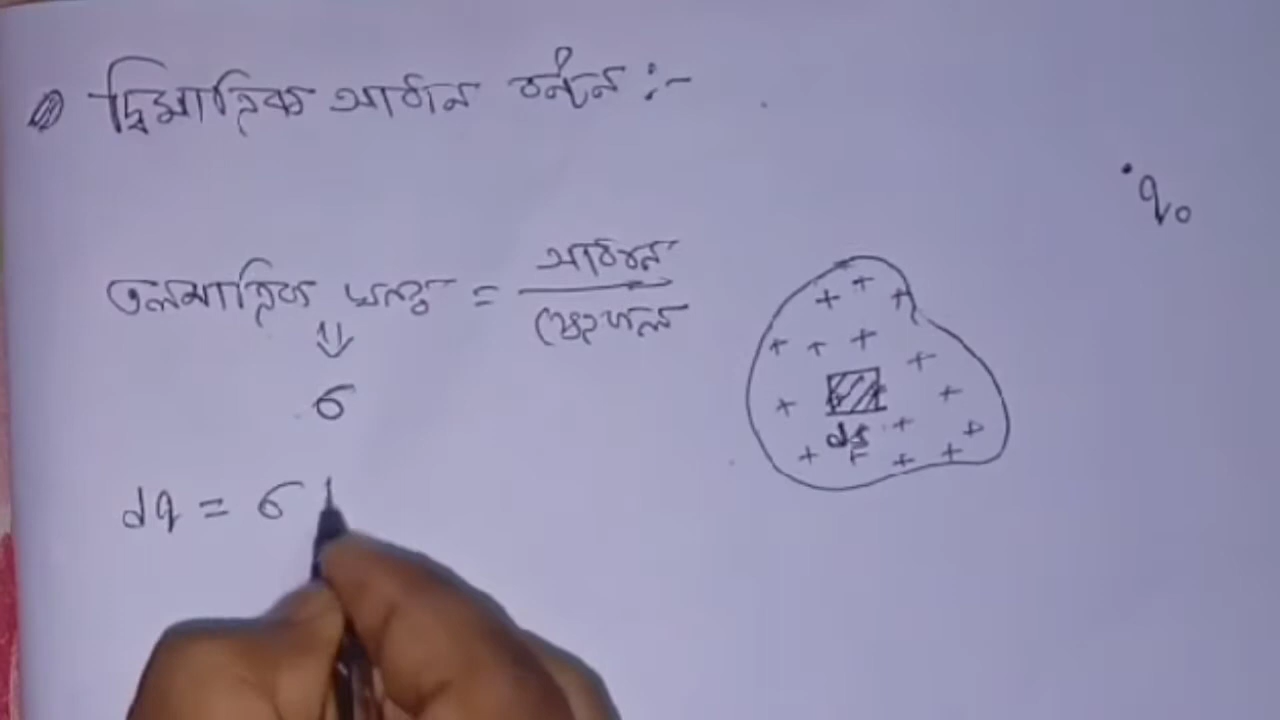 দ্বিমাত্রিক আধান বন্টন :-
q₀
তলমাত্রিক ঘনত্ব = আধান / ক্ষেত্রফল
⇓
σ
+ + + + + + + + + + + + + + + +
ds
dq = σ